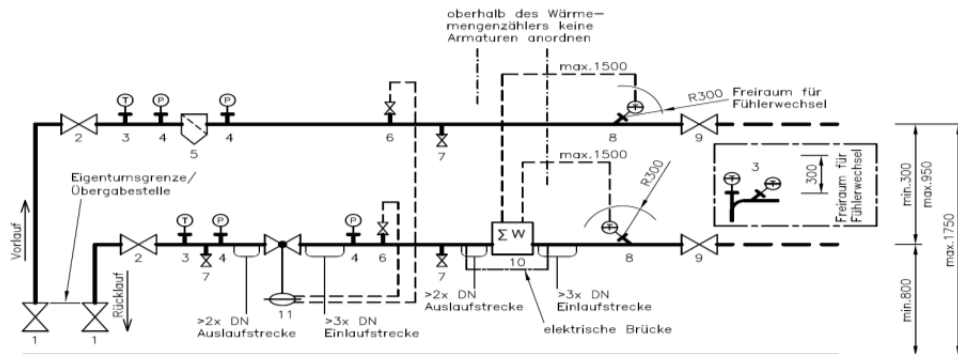 oberhalb des Wärme-
mengenzählers keine
Armaturen anordnen
max.1500
R300
Freiraum für
Fühlerwechsel
T
P
P
T
2
3
4
5
4
6
7
8
9
Eigentumsgrenze/
Übergabestelle
max.1500
R300
3
T
T
300
Freiraum für
Fühlerwechsel
min.300
max.950
max.1750
Vorlauf
T
P
P
T
Σ W
2
3
7
4
4
6
7
10
8
9
Rücklauf
>2x DN
Auslaufstrecke
11
>3x DN
Einlaufstrecke
>2x DN
Auslaufstrecke
>3x DN
Einlaufstrecke
elektrische Brücke
1
1
min.800